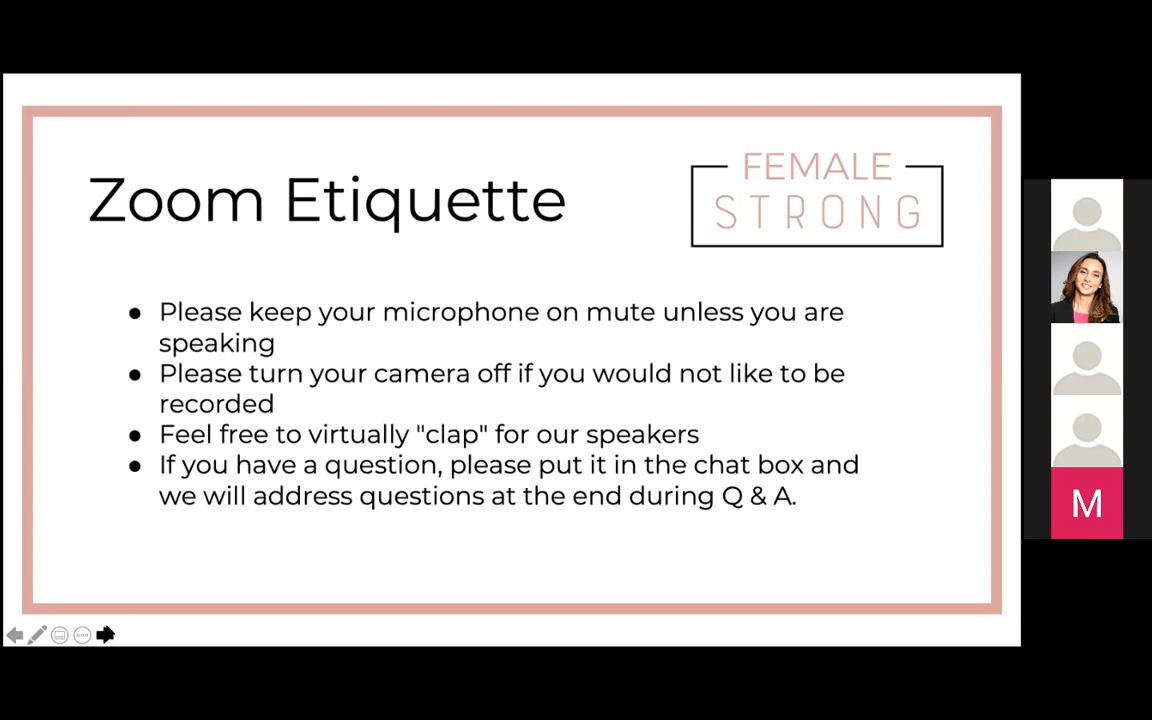 Zoom Etiquette
FEMALE
STRONG
● Please keep your microphone on mute unless you are
speaking
● Please turn your camera off if you would not like to be
recorded
● Feel free to virtually "clap" for our speakers
● If you have a question, please put it in the chat box and
we will address questions at the end during Q & A.
M